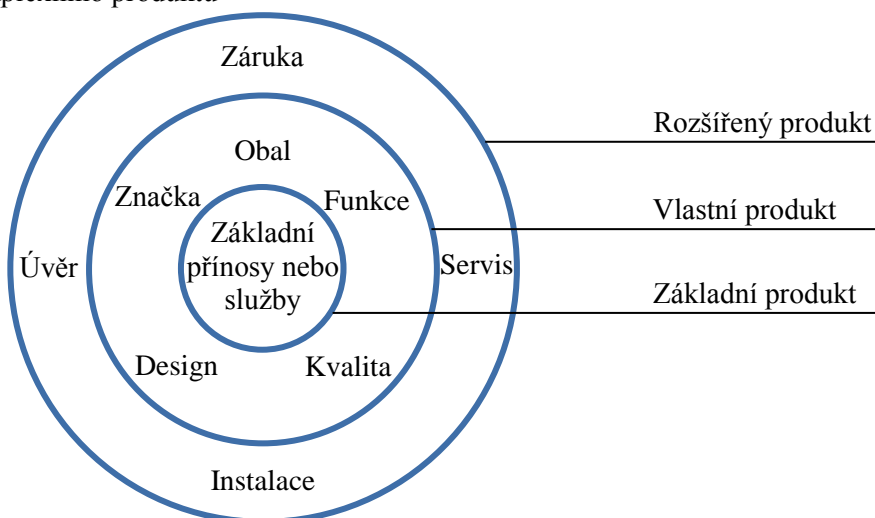 Záruka
Rozšířený produkt
Obal
Značka
Funkce
Vlastní produkt
Základní
přínosy nebo
služby
Úvěr
Servis
Základní produkt
Design
Kvalita
Instalace